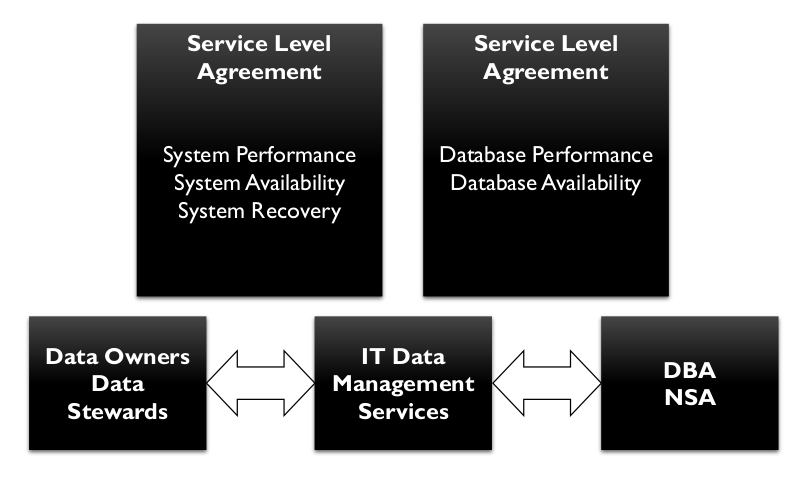 Service Level
Agreement
System Performance
System Availability
System Recovery
Service Level
Agreement
Database Performance
Database Availability
Data Owners
Data
Stewards
IT Data
Management
Services
DBA
NSA